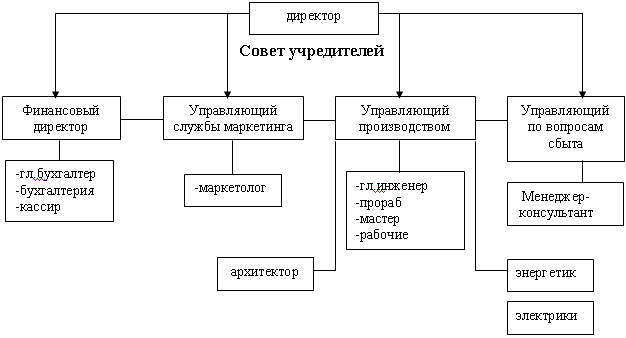 директор
Совет учредителей
Финансовый
директор
Управляющий
службы маркетинга
Управляющий
производством
Управляющий
по вопросам
сбыта
-гл.бухгалтер
-бухгалтерия
-кассир
-маркетолог
-гл.инженер
-прораб
-мастер
-рабочие
Менеджер-
консультант
архитектор
энергетик
электрики